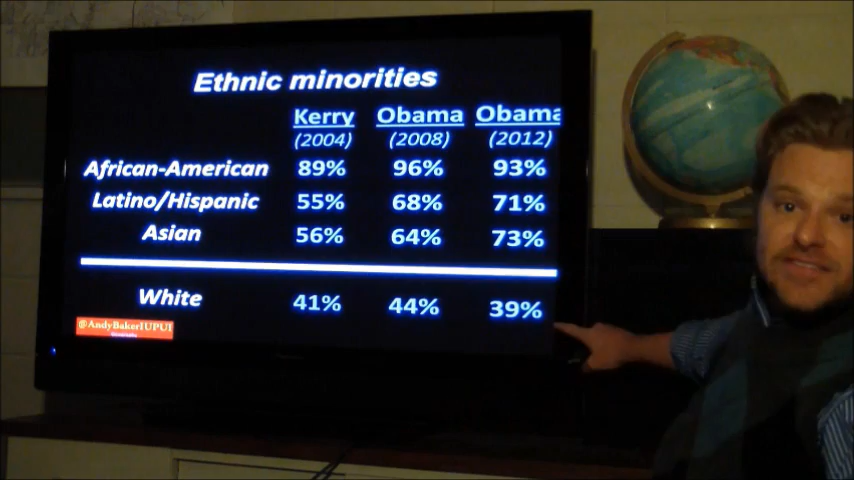 Ethnic minorities
Kerry Obama Obama
(2004) (2008) (2012)
African-American 89% 96% 93%
Latino/Hispanic 55% 68% 71%
Asian 56% 64% 73%
White 41% 44% 39%
@AndyBakerIUPUI